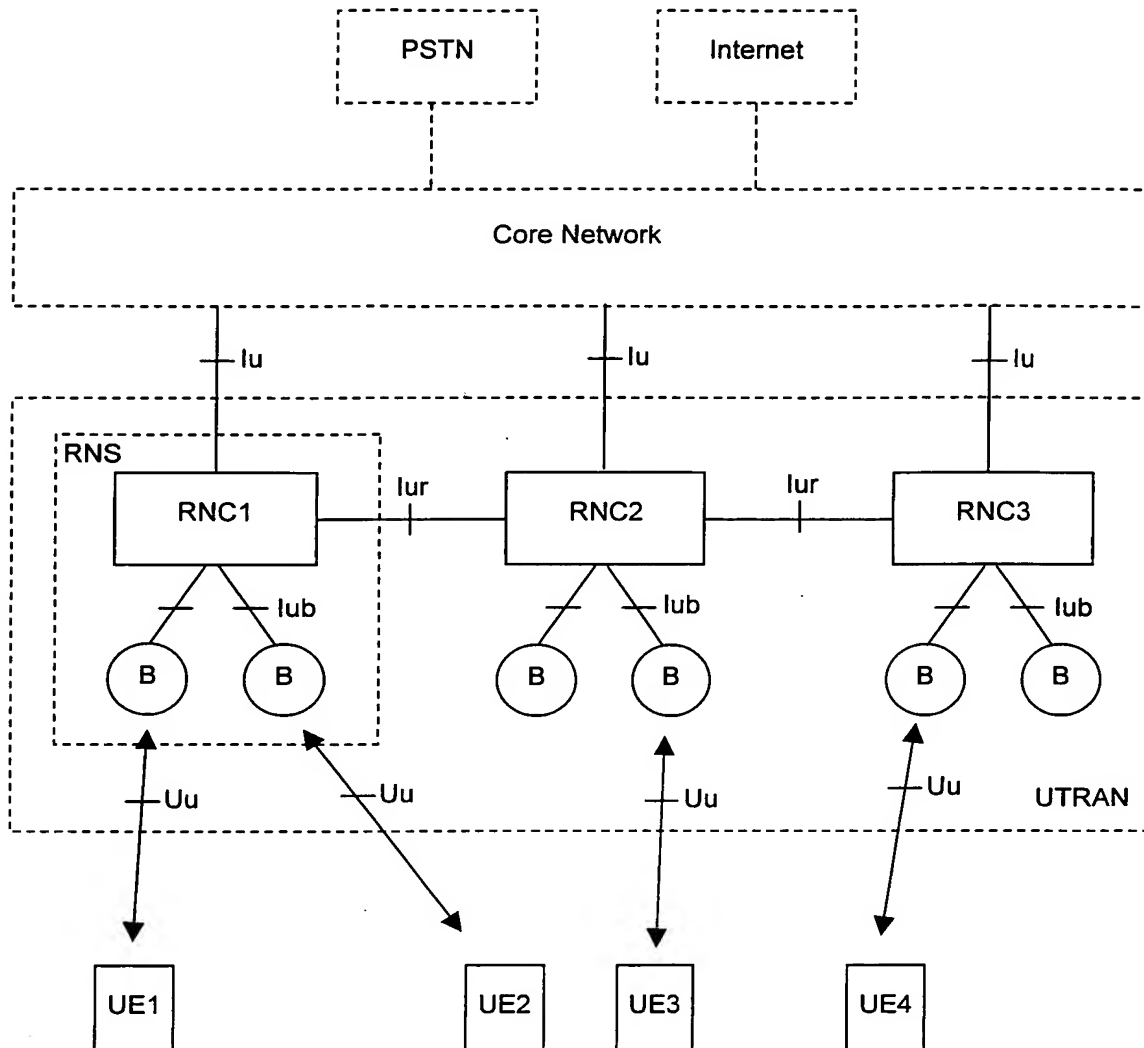 PSTN
Internet
Core Network
Iu
Iu
Iu
RNS
RNC1
Iur
RNC2
Iur
RNC3
Iub
Iub
Iub
B
B
B
B
B
B
Uu
Uu
Uu
Uu
UTRAN
UE1
UE2
UE3
UE4